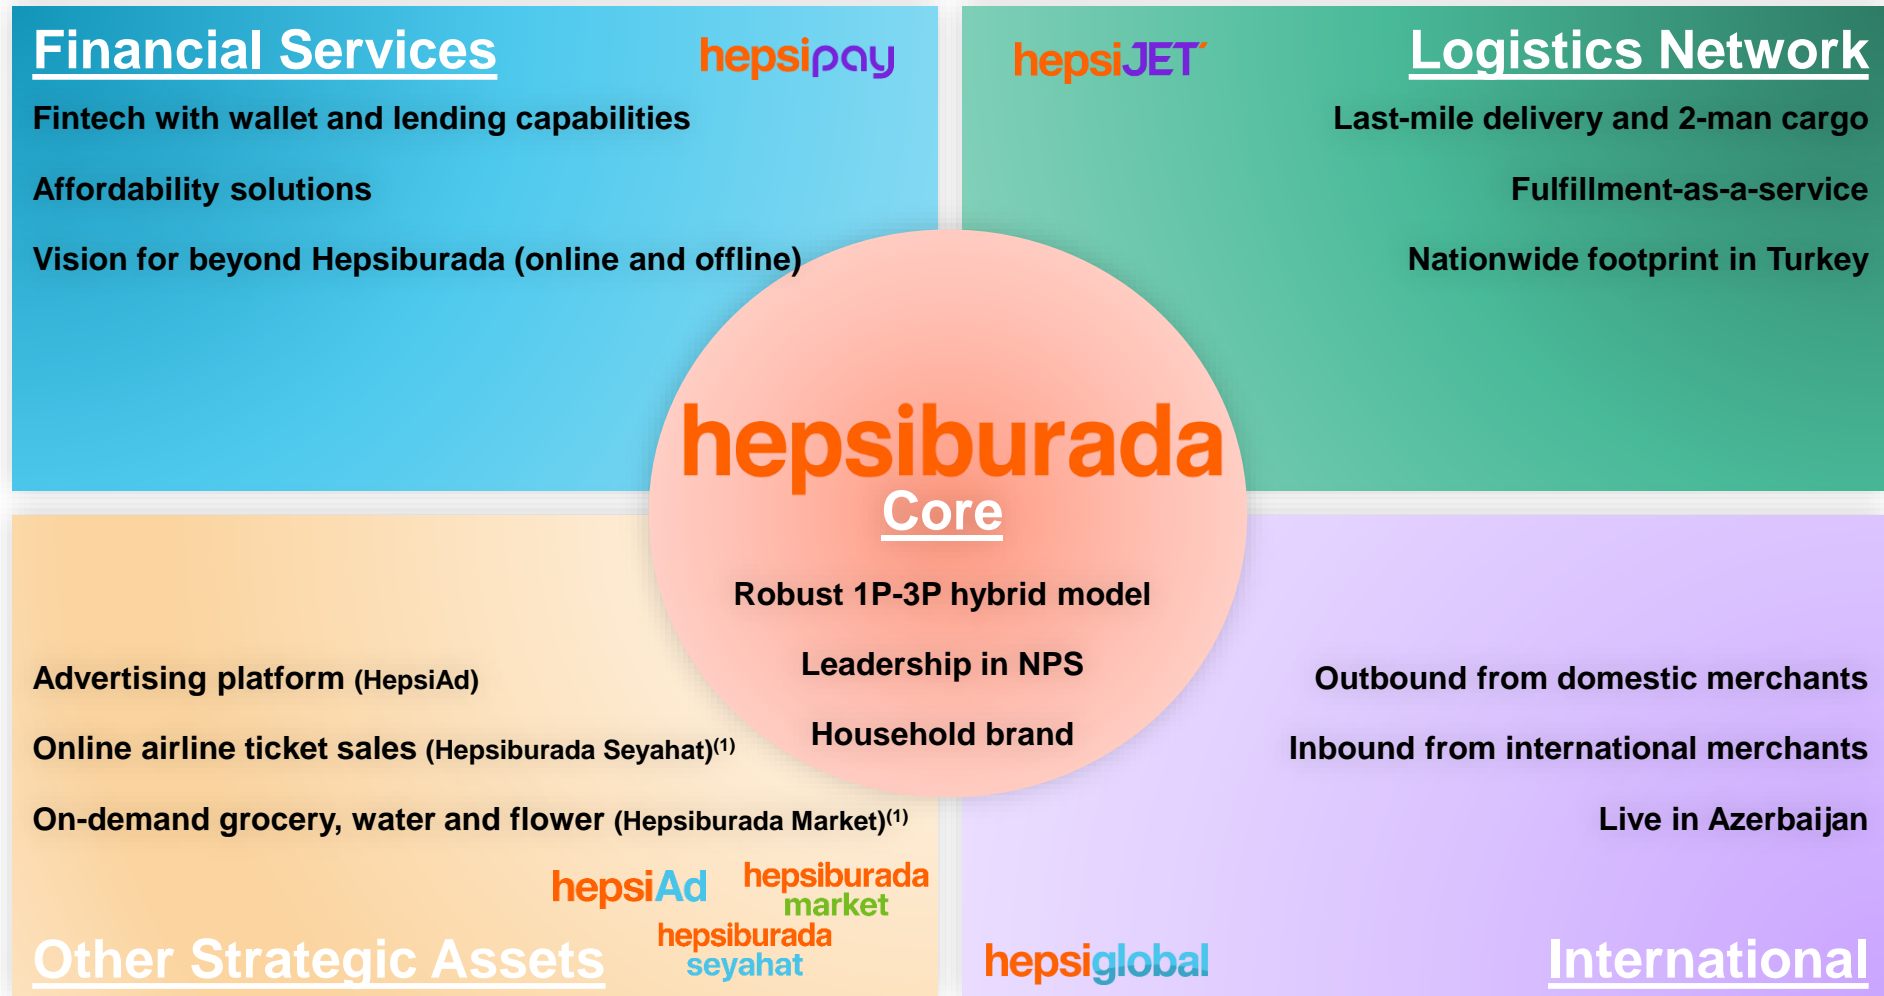 Financial Services
hepsipay
Fintech with wallet and lending capabilities
Affordability solutions
Vision for beyond Hepsiburada (online and offline)
hepsiJET
Logistics Network
Last-mile delivery and 2-man cargo
Fulfillment-as-a-service
Nationwide footprint in Turkey
hepsiburada
Core
Robust 1P-3P hybrid model
Leadership in NPS
Household brand
Advertising platform (HepsiAd)
Online airline ticket sales (Hepsiburada Seyahat)(1)
On-demand grocery, water and flower (Hepsiburada Market)(1)
hepsiAd
hepsiburada
market
hepsiburada
seyahat
Other Strategic Assets
Outbound from domestic merchants
Inbound from international merchants
Live in Azerbaijan
hepsiglobal
International